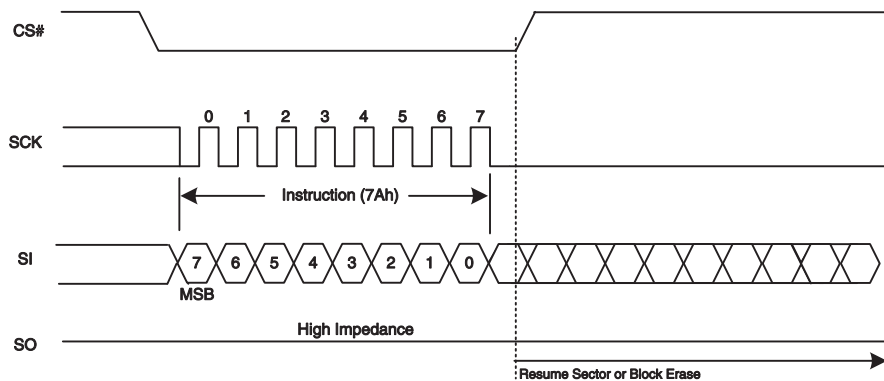 CS#
0 1 2 3 4 5 6 7
SCK
Instruction (7Ah)
SI
7 6 5 4 3 2 1 0
MSB
High Impedance
SO
Resume Sector or Block Erase